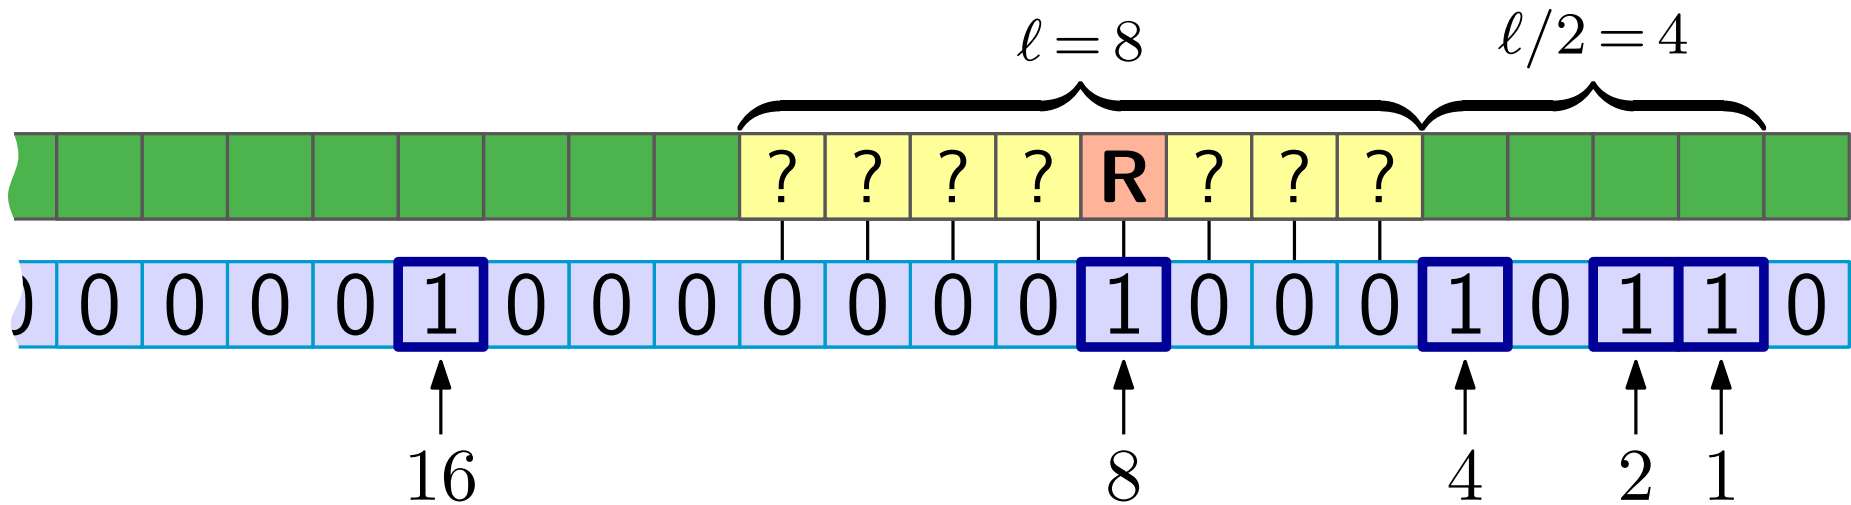 ℓ = 8 ℓ/2 = 4
? ? ? ? R ? ? ?
0 0 0 0 0 1 0 0 0 0 0 0 0 1 0 0 0 1 0 1 1 0
16 8 4 2 1